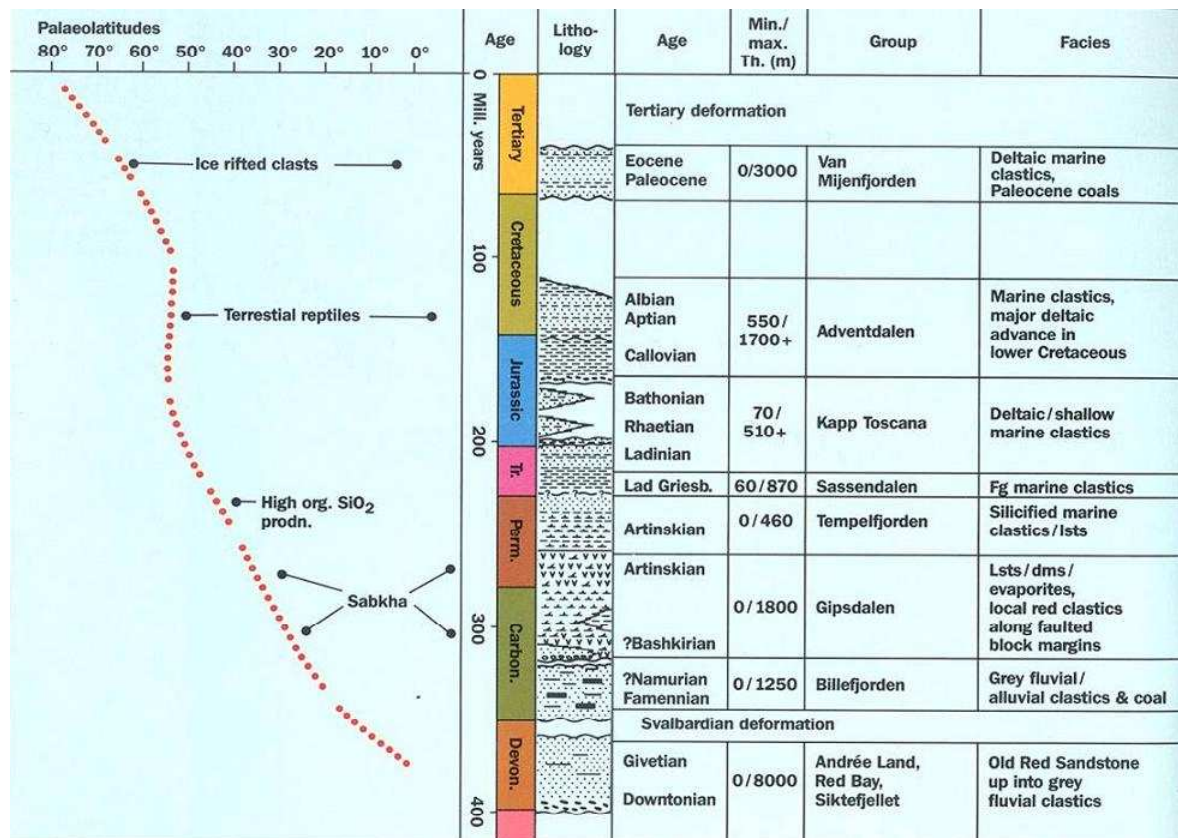 Palaeolatitudes
80° 70° 60° 50° 40° 30° 20° 10° 0°
Age
Litho-
logy
Age
Min./
max.
Th. (m)
Group
Facies
0
Mill. years
100
200
300
400
Ice rifted clasts
Terrestial reptiles
High org. SiO₂
prodn.
Sabkha
Tertiary
Cretaceous
Jurassic
Tr.
Perm.
Carbon.
Devon.
Tertiary deformation
Eocene
Paleocene
0/3000
Van
Mijenfjorden
Deltaic marine
clastics,
Paleocene coals
Albian
Aptian
Callovian
550/
1700+
Adventdalen
Marine clastics,
major deltaic
advance in
lower Cretaceous
Bathonian
Rhaetian
Ladinian
70/
510+
Kapp Toscana
Deltaic/shallow
marine clastics
Lad Griesb.
60/870
Sassendalen
Fg marine clastics
Artinskian
0/460
Tempelfjorden
Silicified marine
clastics/lsts
Artinskian
?Bashkirian
0/1800
Gipsdalen
Lsts/dms/
evaporites,
local red clastics
along faulted
block margins
?Namurian
Famennian
0/1250
Billefjorden
Grey fluvial/
alluvial clastics & coal
Svalbardian deformation
Givetian
Downtonian
0/8000
Andrée Land,
Red Bay,
Siktefjellet
Old Red Sandstone
up into grey
fluvial clastics